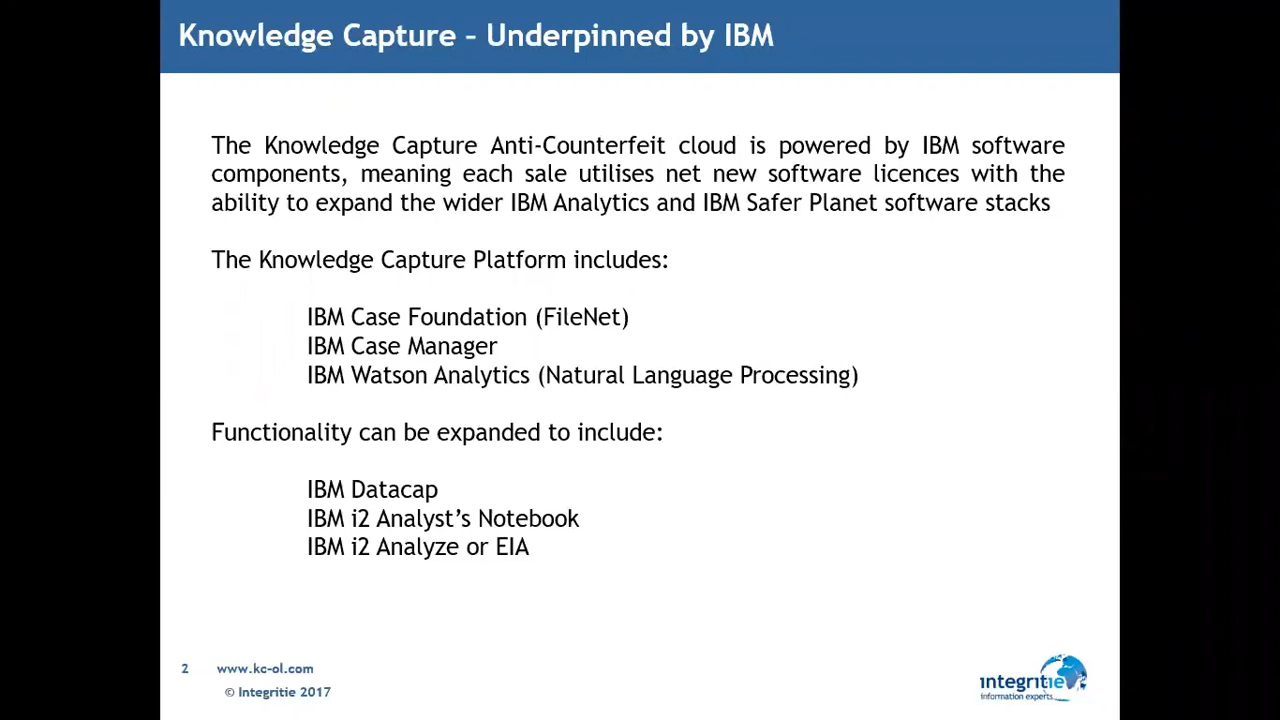 Knowledge Capture – Underpinned by IBM
The Knowledge Capture Anti-Counterfeit cloud is powered by IBM software
components, meaning each sale utilises net new software licences with the
ability to expand the wider IBM Analytics and IBM Safer Planet software stacks
The Knowledge Capture Platform includes:
IBM Case Foundation (FileNet)
IBM Case Manager
IBM Watson Analytics (Natural Language Processing)
Functionality can be expanded to include:
IBM Datacap
IBM i2 Analyst’s Notebook
IBM i2 Analyze or EIA
2 www.kc-ol.com
© Integritie 2017
integritie
information experts